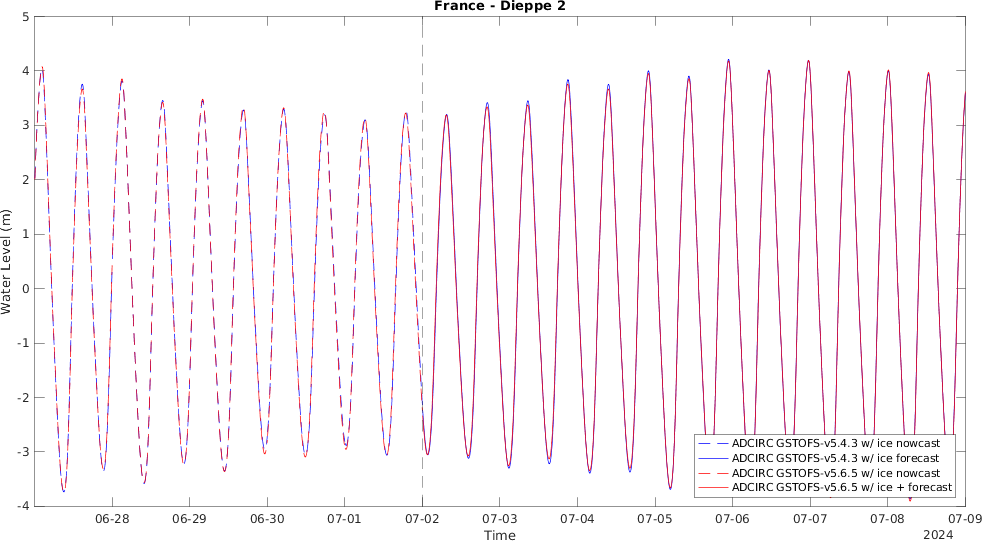 France - Dieppe 2
5
4
3
2
1
0
-1
-2
-3
-4
Water Level (m)
ADCIRC GSTOFS-v5.4.3 w/ ice nowcast
ADCIRC GSTOFS-v5.4.3 w/ ice forecast
ADCIRC GSTOFS-v5.6.5 w/ ice nowcast
ADCIRC GSTOFS-v5.6.5 w/ ice + forecast
06-28 06-29 06-30 07-01 07-02 07-03 07-04 07-05 07-06 07-07 07-08 07-09
Time
2024